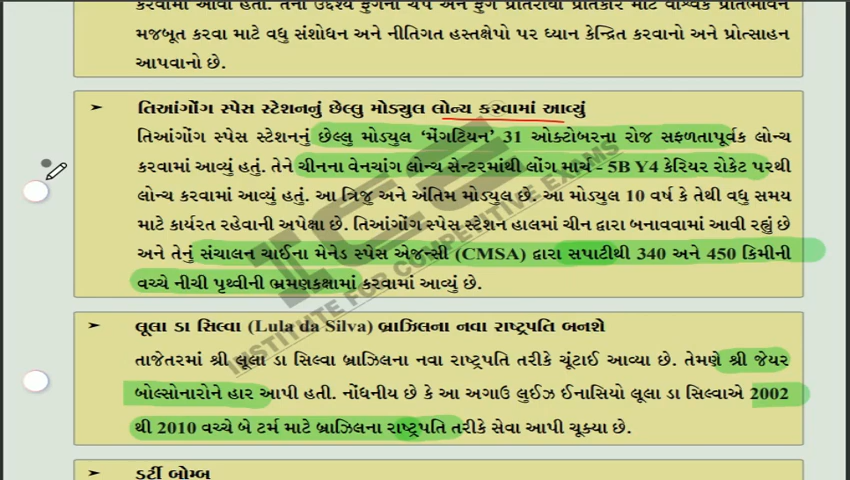 કરવામાં આવી હતી. તેનો ઉદ્દેશ્ય ફુગના ચેપ અને ફુગ પ્રતિરોધી પ્રતિકાર માટે વૈશ્વિક પ્રતિભાવને
મજબૂત કરવા માટે વધુ સંશોધન અને નીતિગત હસ્તક્ષેપો પર ધ્યાન કેન્દ્રિત કરવાનો અને પ્રોત્સાહન
આપવાનો છે.
➤ તિઆંગોંગ સ્પેસ સ્ટેશનનું છેલ્લુ મોડ્યુલ લોન્ચ કરવામાં આવ્યું
તિઆંગોંગ સ્પેસ સ્ટેશનનું છેલ્લુ મોડ્યુલ ‘મેંગટિયન’ 31 ઓક્ટોબરના રોજ સફળતાપૂર્વક લોન્ચ
કરવામાં આવ્યું હતું. તેને ચીનના વેનચાંગ લોન્ચ સેન્ટરમાંથી લોંગ માર્ચ - 5B Y4 કેરિયર રોકેટ પરથી
લોન્ચ કરવામાં આવ્યું હતું. આ ત્રિજુ અને અંતિમ મોડ્યુલ છે. આ મોડ્યુલ 10 વર્ષ કે તેથી વધુ સમય
માટે કાર્યરત રહેવાની અપેક્ષા છે. તિઆંગોંગ સ્પેસ સ્ટેશન હાલમાં ચીન દ્વારા બનાવવામાં આવી રહ્યું છે
અને તેનું સંચાલન ચાઈના મેનેડ સ્પેસ એજન્સી (CMSA) દ્વારા સપાટીથી 340 અને 450 કિમીની
વચ્ચે નીચી પૃથ્વીની ભ્રમણકક્ષામાં કરવામાં આવ્યું છે.
➤ લૂલા ડા સિલ્વા (Lula da Silva) બ્રાઝિલના નવા રાષ્ટ્રપતિ બનશે
તાજેતરમાં શ્રી લૂલા ડા સિલ્વા બ્રાઝિલના નવા રાષ્ટ્રપતિ તરીકે ચૂંટાઈ આવ્યા છે. તેમણે શ્રી જેયર
બોલ્સોનારોને હાર આપી હતી. નોંધનીય છે કે આ અગાઉ લુઈઝ ઈનાસિયો લૂલા ડા સિલ્વાએ 2002
થી 2010 વચ્ચે બે ટર્મ માટે બ્રાઝિલના રાષ્ટ્રપતિ તરીકે સેવા આપી ચૂક્યા છે.
➤ ડર્ટી બોમ્બ
ICE
INSTITUTE FOR COMPETITIVE EXAMS